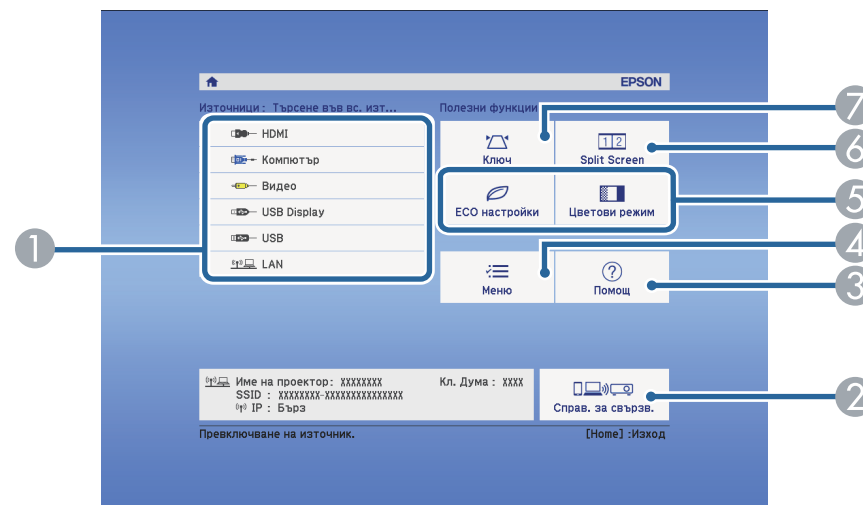 EPSON
Източници : Търсене във вс. изт...
HDMI
Компютър
Видео
USB Display
USB
LAN
Полезни функции
Ключ
1 2
Split Screen
ECO настройки
Цветови режим
Меню
?
Помощ
Име на проектор: XXXXXXXX
SSID : XXXXXXXX-XXXXXXXXXXXXXXX
IP : Бърз
Кл. Дума : XXXX
Справ. за свързв.
Превключване на източник.
[Home] :Изход
1
7
6
5
4
3
2